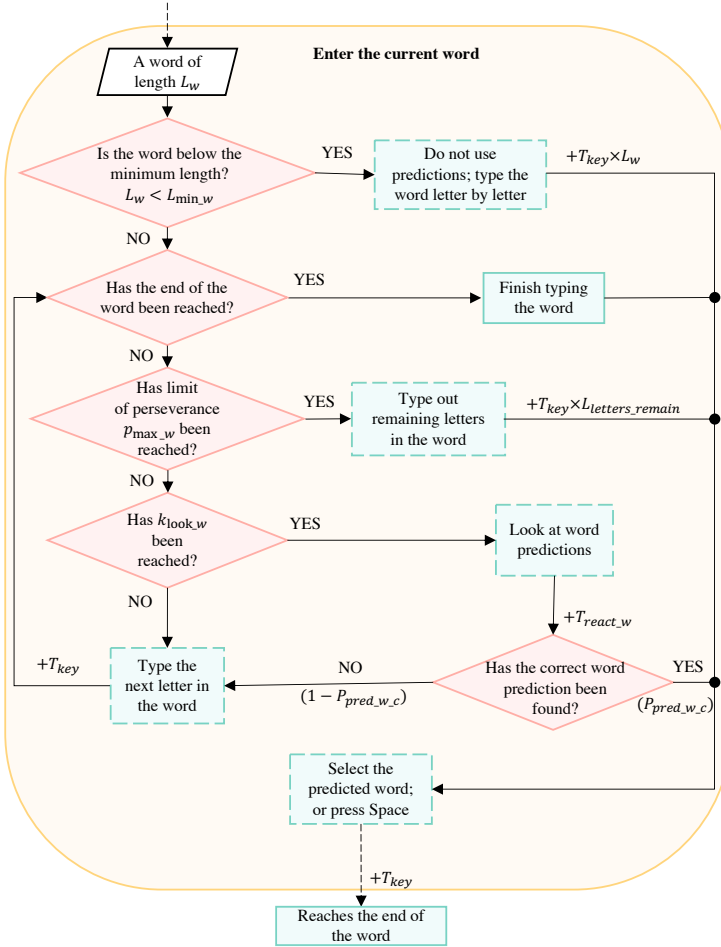 Enter the current word
A word of
length L_w
Is the word below the
minimum length?
L_w < L_min_w
YES
Do not use
predictions; type the
word letter by letter
+T_key×L_w
NO
Has the end of the
word been reached?
YES
Finish typing
the word
NO
Has limit
of perseverance
p_max_w been
reached?
YES
Type out
remaining letters
in the word
+T_key×L_letters_remain
NO
Has k_look_w
been
reached?
YES
Look at word
predictions
NO
+T_react_w
+T_key
Type the
next letter in
the word
NO
(1 − P_pred_w_c)
Has the correct word
prediction been
found?
YES
(P_pred_w_c)
Select the
predicted word;
or press Space
+T_key
Reaches the end of
the word